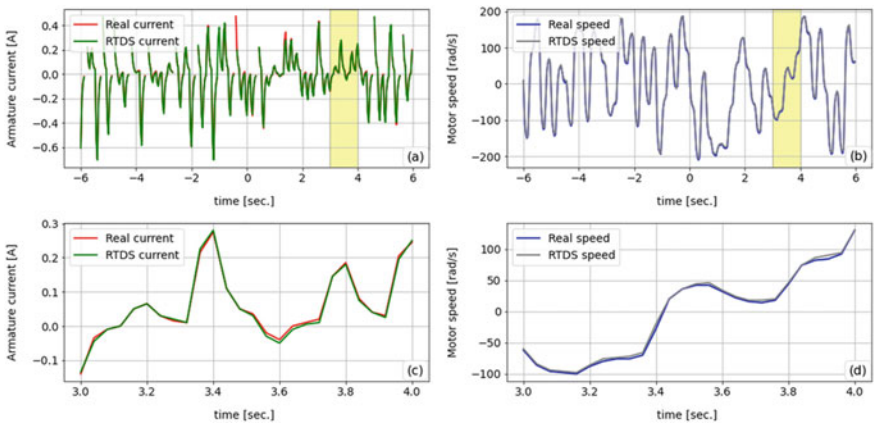 Armature current [A]
0.4
0.2
0.0
−0.2
−0.4
−0.6
Real current
RTDS current
(a)
−6
−4
−2
0
2
4
6
time [sec.]
Motor speed [rad/s]
200
100
0
−100
−200
Real speed
RTDS speed
(b)
−6
−4
−2
0
2
4
6
time [sec.]
Armature current [A]
0.3
0.2
0.1
0.0
−0.1
Real current
RTDS current
(c)
3.0
3.2
3.4
3.6
3.8
4.0
time [sec.]
Motor speed [rad/s]
100
50
0
−50
−100
Real speed
RTDS speed
(d)
3.0
3.2
3.4
3.6
3.8
4.0
time [sec.]